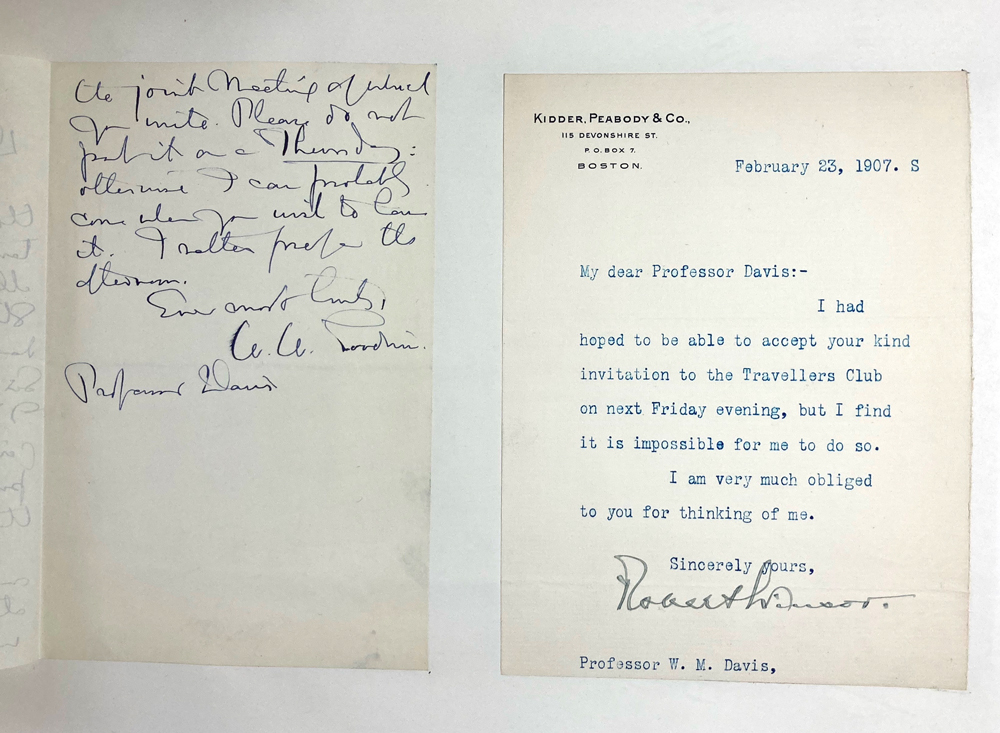 the joint Meeting of which
you write. Please do not
put it on a Thursday:
otherwise I can probably
come when you wish to have
it. I rather prefer the
afternoon.
Ever most truly,
W. W. Goodwin.
Professor Davis
KIDDER, PEABODY & CO.,
115 DEVONSHIRE ST.
P. O. BOX 7.
BOSTON.
February 23, 1907. S
My dear Professor Davis:-
I had
hoped to be able to accept your kind
invitation to the Travellers Club
on next Friday evening, but I find
it is impossible for me to do so.
I am very much obliged
to you for thinking of me.
Sincerely yours,
Robert Winsor.
Professor W. M. Davis,